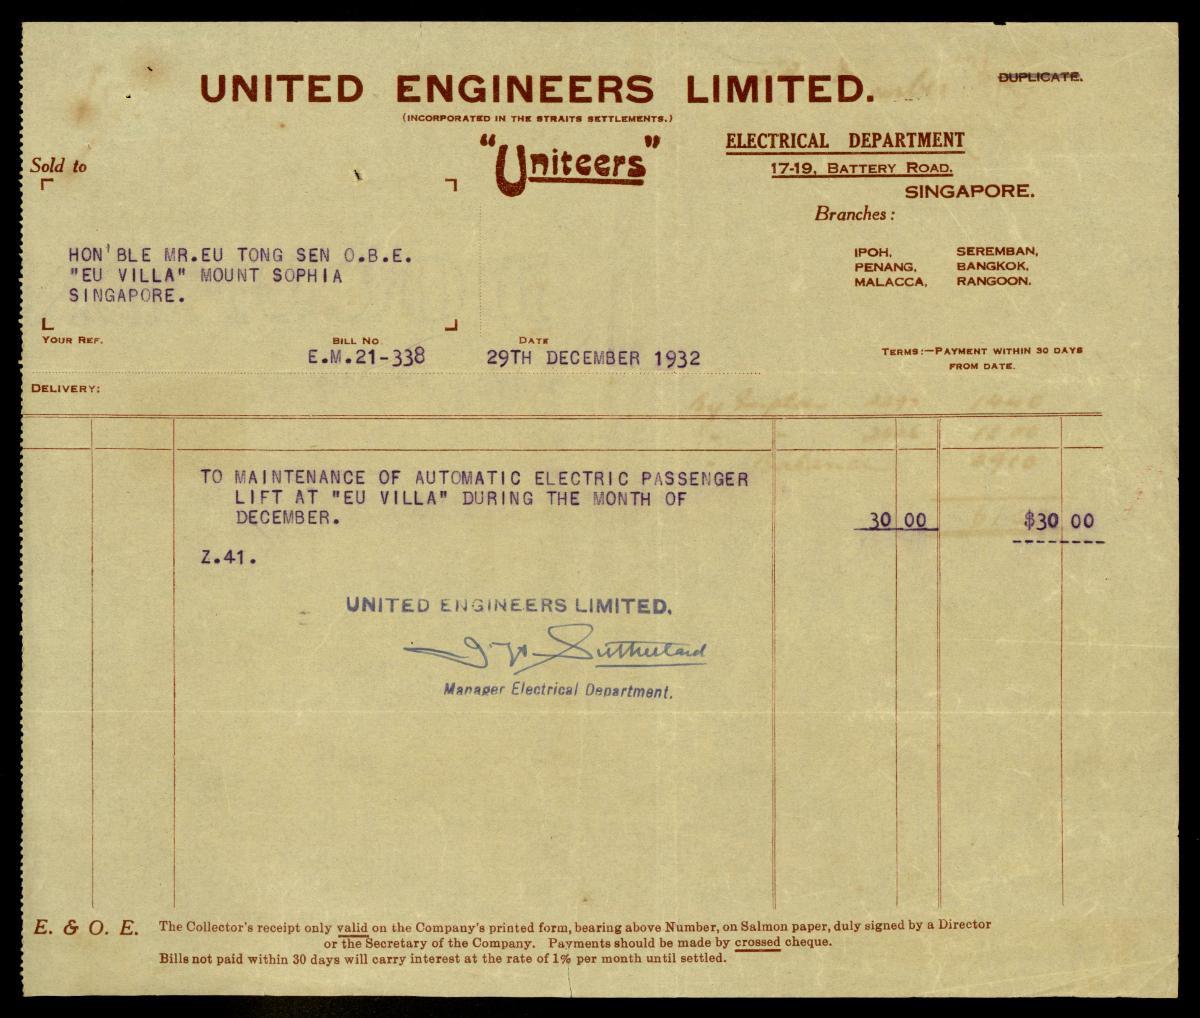 DUPLICATE.
UNITED ENGINEERS LIMITED.
(INCORPORATED IN THE STRAITS SETTLEMENTS.)
"Uniteers"
ELECTRICAL DEPARTMENT
17-19, BATTERY ROAD.
SINGAPORE.
Branches:
IPOH, SEREMBAN,
PENANG, BANGKOK,
MALACCA, RANGOON.
Sold to
HON'BLE MR.EU TONG SEN O.B.E.
"EU VILLA" MOUNT SOPHIA
SINGAPORE.
YOUR REF. BILL NO. DATE
E.M.21-338 29TH DECEMBER 1932
TERMS:—PAYMENT WITHIN 30 DAYS
FROM DATE.
DELIVERY:
TO MAINTENANCE OF AUTOMATIC ELECTRIC PASSENGER
LIFT AT "EU VILLA" DURING THE MONTH OF
DECEMBER. 30 00 $30 00
Z.41.
UNITED ENGINEERS LIMITED.
Sutherland
Manager Electrical Department.
E. & O. E. The Collector's receipt only valid on the Company's printed form, bearing above Number, on Salmon paper, duly signed by a Director
or the Secretary of the Company. Payments should be made by crossed cheque.
Bills not paid within 30 days will carry interest at the rate of 1% per month until settled.